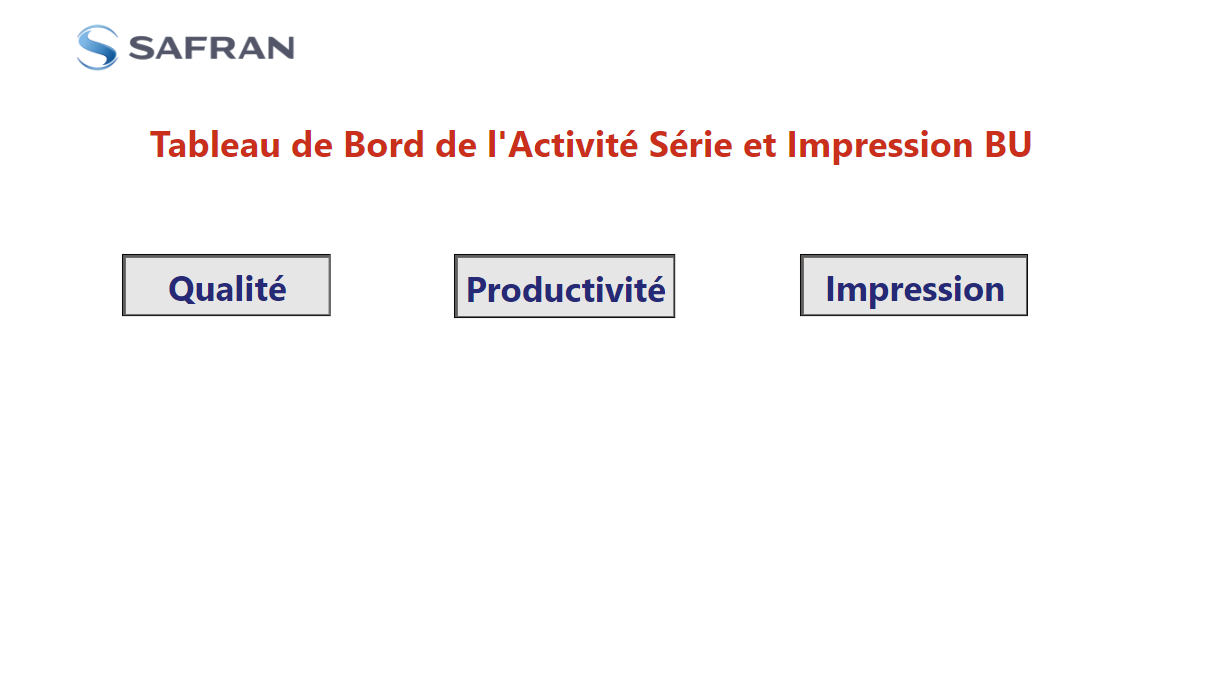 SAFRAN
Tableau de Bord de l'Activité Série et Impression BU
Qualité
Productivité
Impression